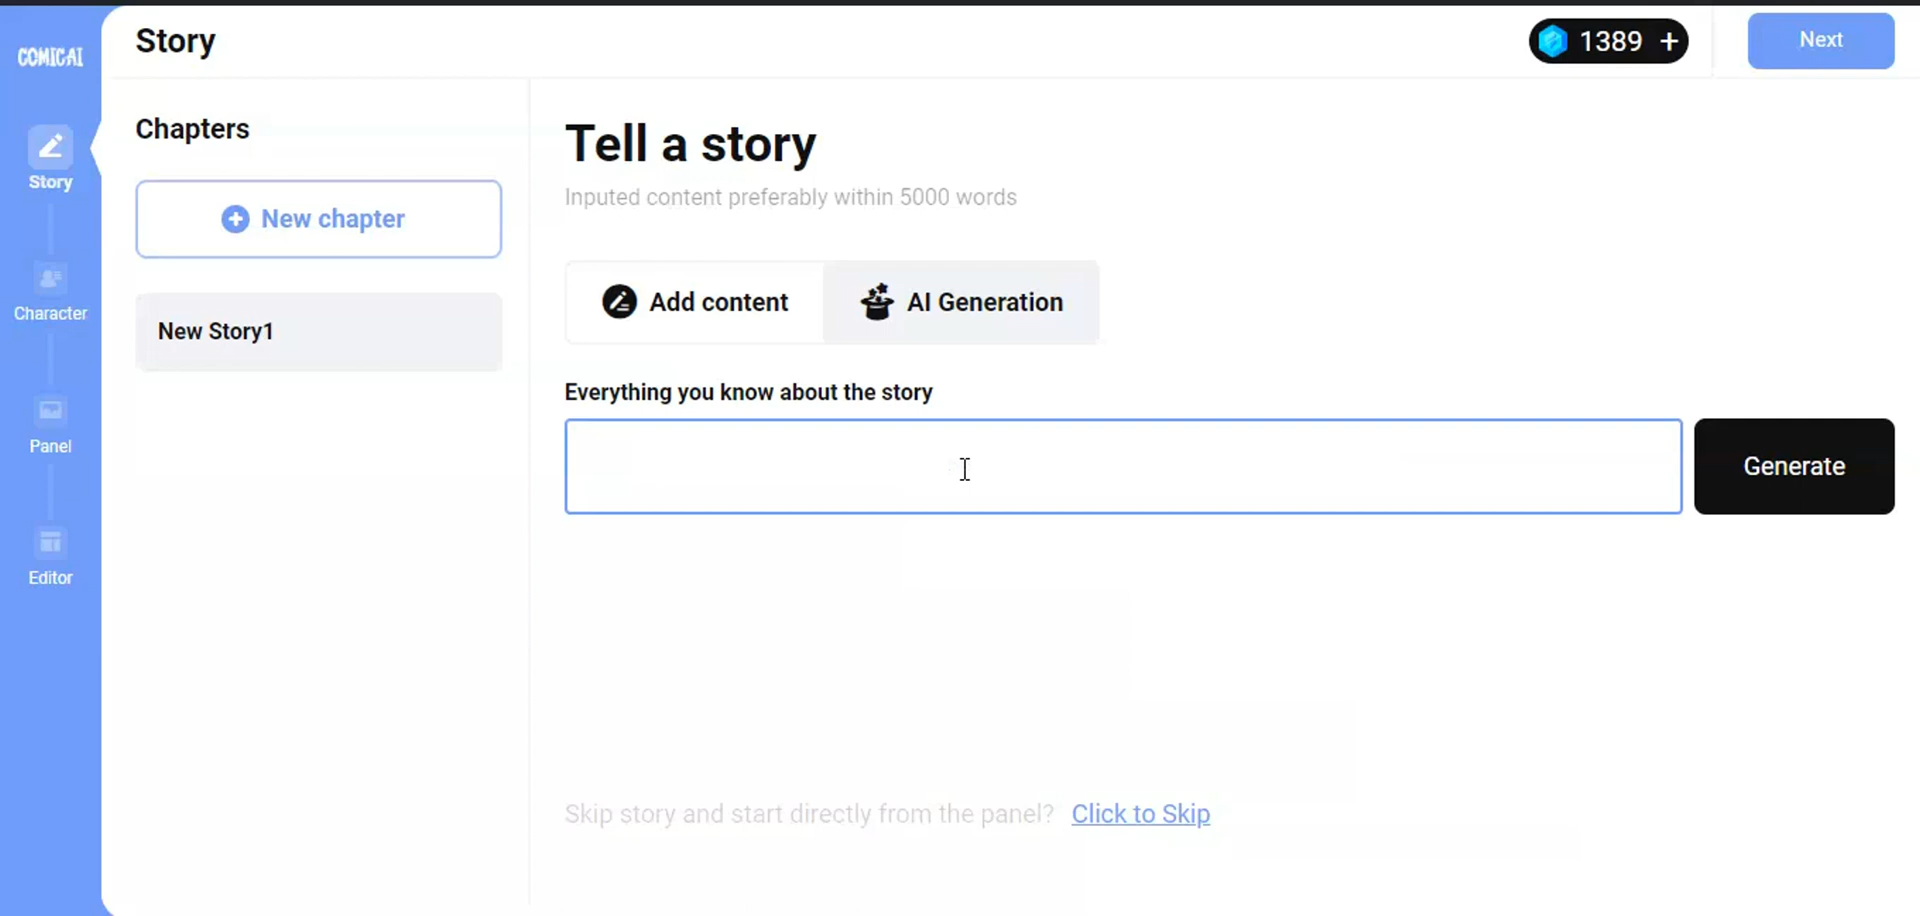 COMICAI
Story
1389 +
Next
Story
Character
Panel
Editor
Chapters
New chapter
New Story1
Tell a story
Inputed content preferably within 5000 words
Add content
AI Generation
Everything you know about the story
Generate
Skip story and start directly from the panel? Click to Skip